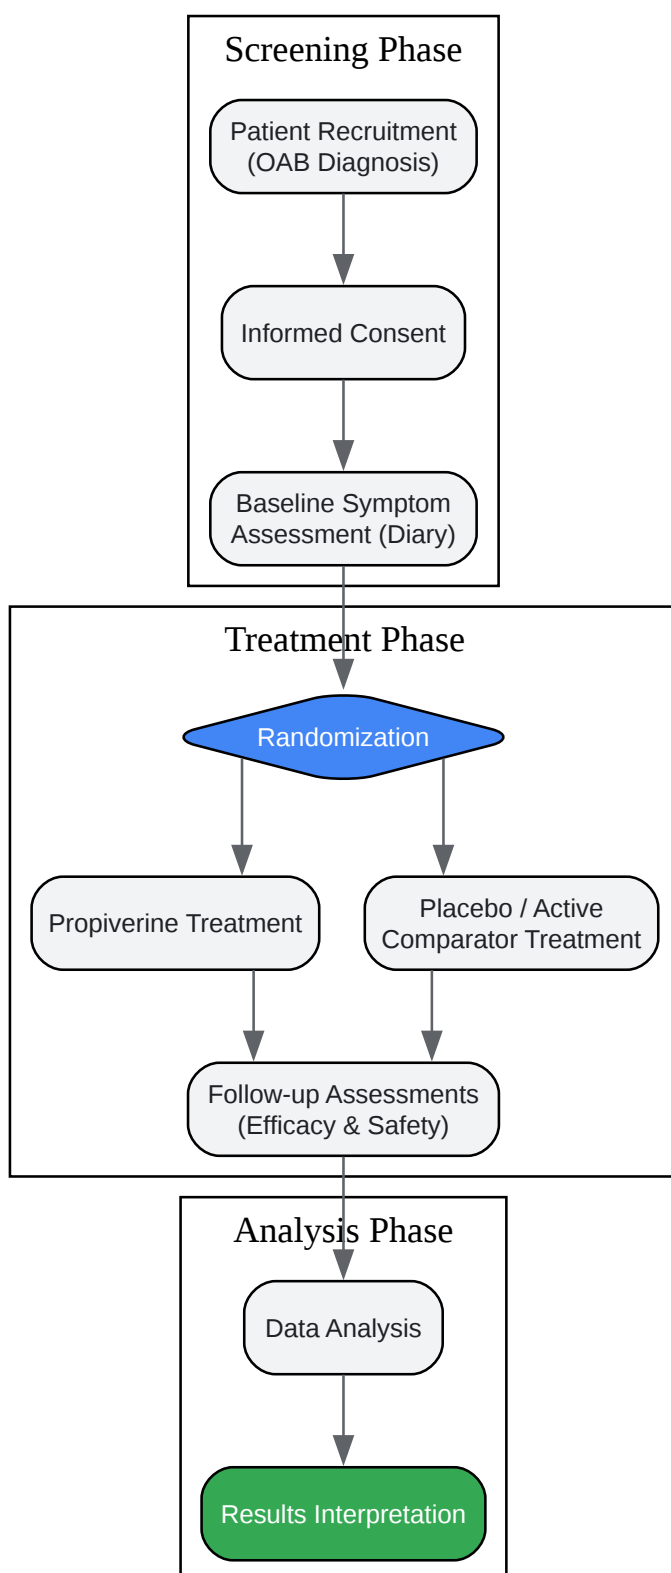 Screening Phase
Patient Recruitment
(OAB Diagnosis)
Informed Consent
Baseline Symptom
Assessment (Diary)
Treatment Phase
Randomization
Propiverine Treatment
Placebo / Active
Comparator Treatment
Follow-up Assessments
(Efficacy & Safety)
Analysis Phase
Data Analysis
Results Interpretation